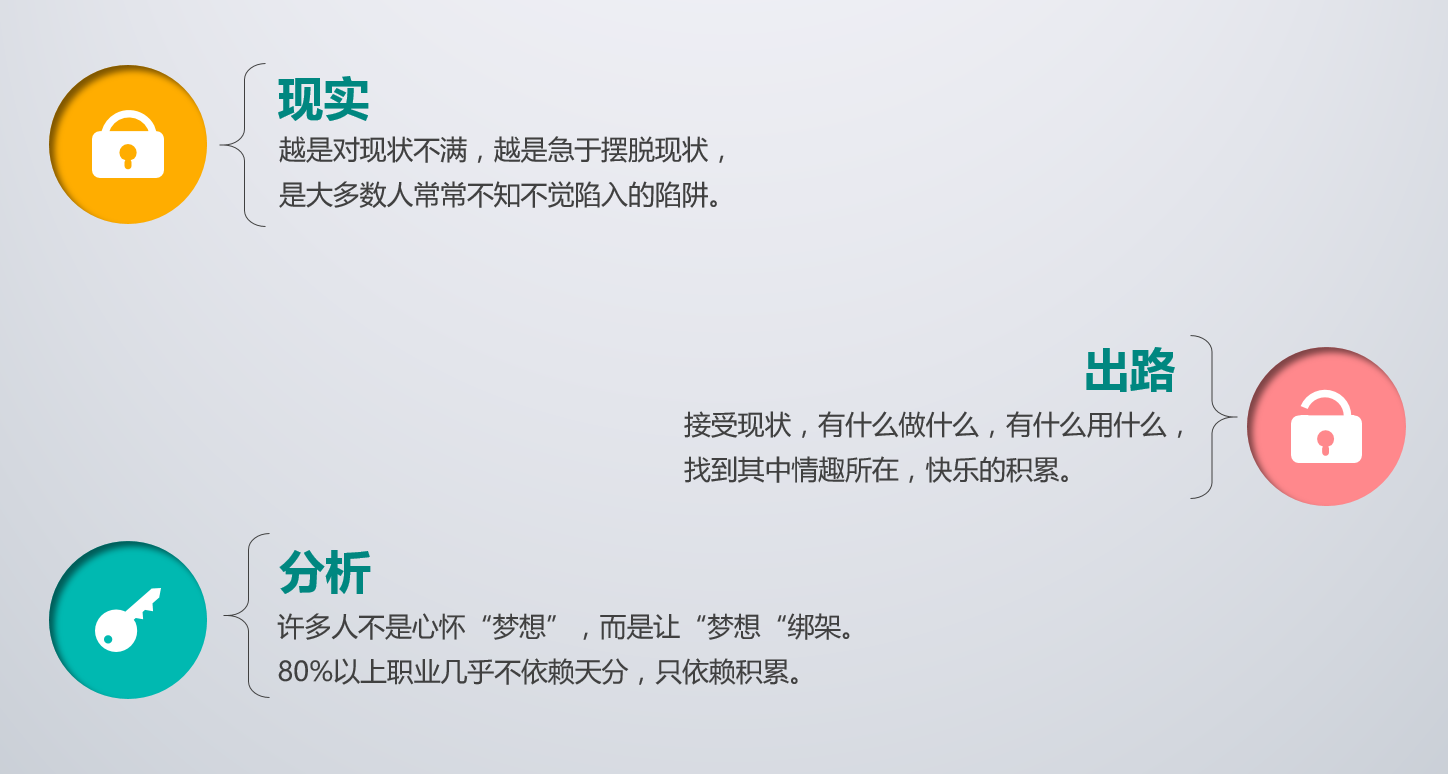 现实
越是对现状不满，越是急于摆脱现状，
是大多数人常常不知不觉陷入的陷阱。
出路
接受现状，有什么做什么，有什么用什么，
找到其中情趣所在，快乐的积累。
分析
许多人不是心怀“梦想”，而是让“梦想“绑架。
80%以上职业几乎不依赖天分，只依赖积累。